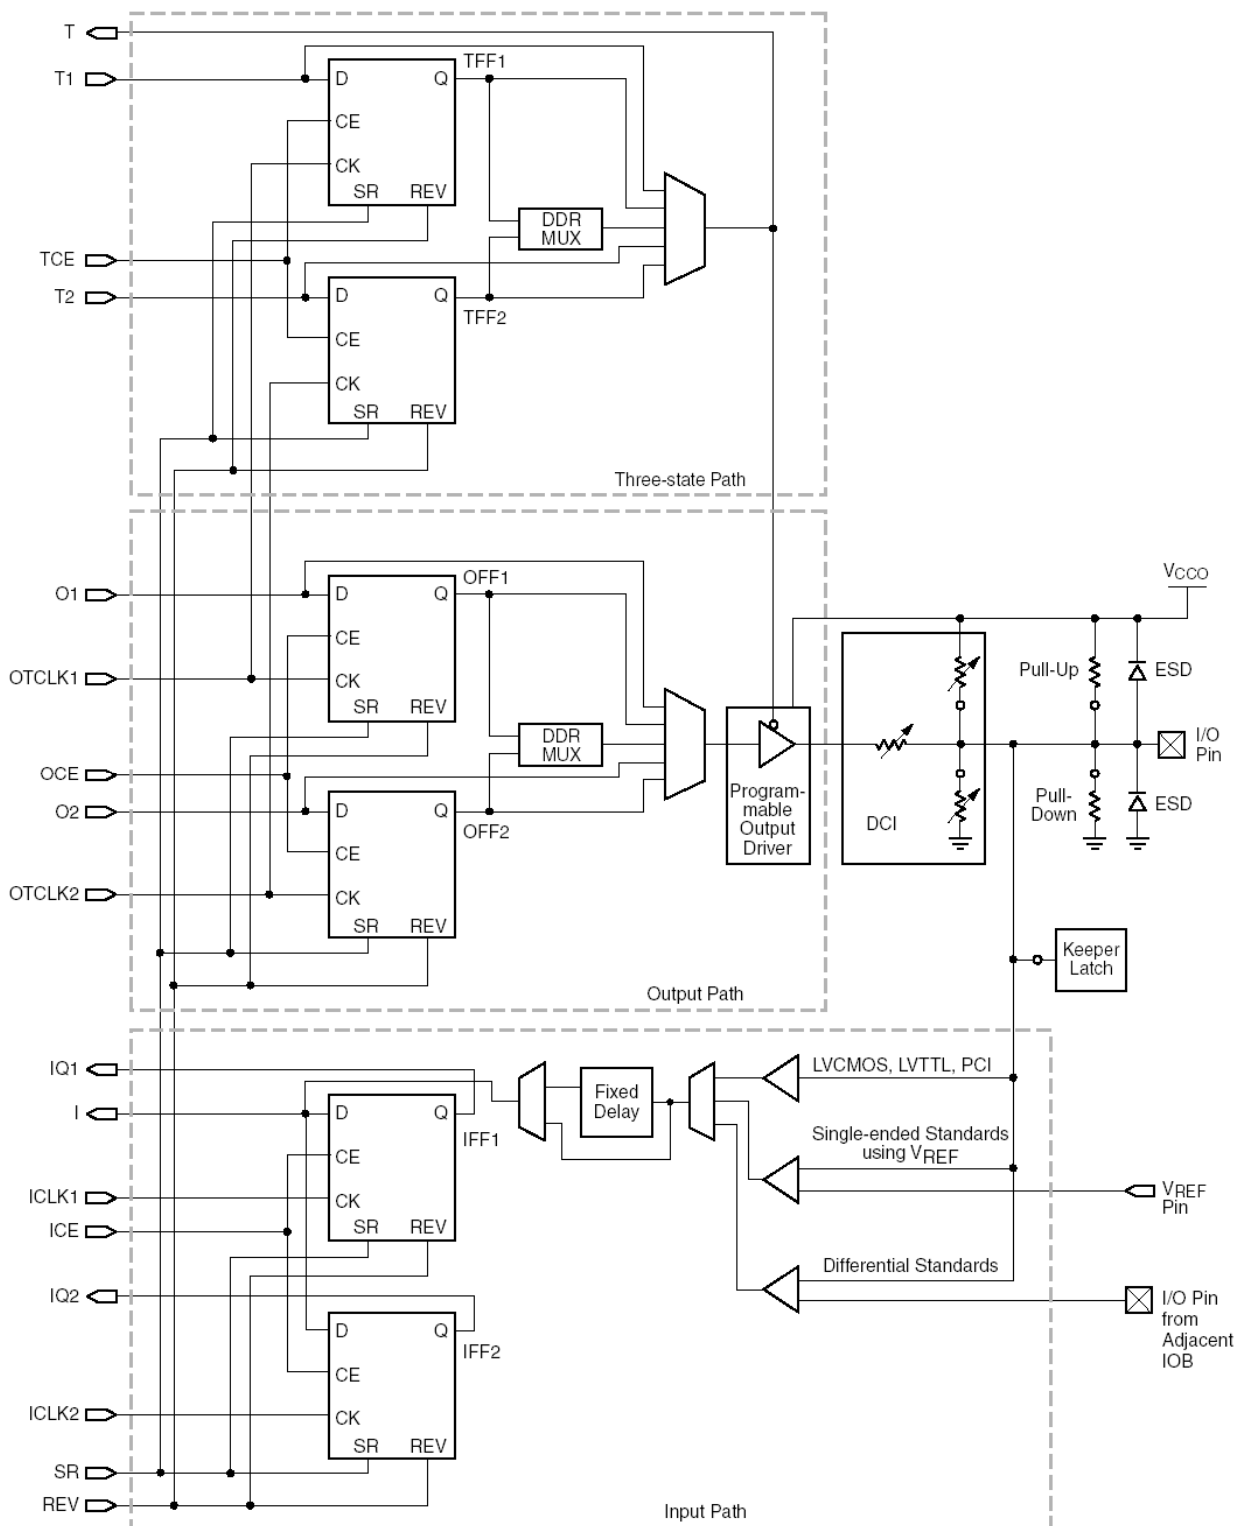 T
T1
D
Q
TFF1
CE
CK
SR
REV
DDR
MUX
TCE
T2
D
Q
TFF2
CE
CK
SR
REV
Three-state Path
O1
D
Q
OFF1
CE
OTCLK1
CK
SR
REV
DDR
MUX
OCE
O2
D
Q
OFF2
CE
OTCLK2
CK
SR
REV
Program-
mable
Output
Driver
Output Path
VCCO
Pull-Up
ESD
I/O
Pin
Pull-
Down
ESD
DCI
Keeper
Latch
IQ1
I
D
Q
IFF1
CE
ICLK1
CK
ICE
SR
REV
Fixed
Delay
LVCMOS, LVTTL, PCI
Single-ended Standards
using VREF
VREF
Pin
Differential Standards
I/O Pin
from
Adjacent
IOB
IQ2
D
Q
IFF2
CE
ICLK2
CK
SR
REV
SR
REV
Input Path